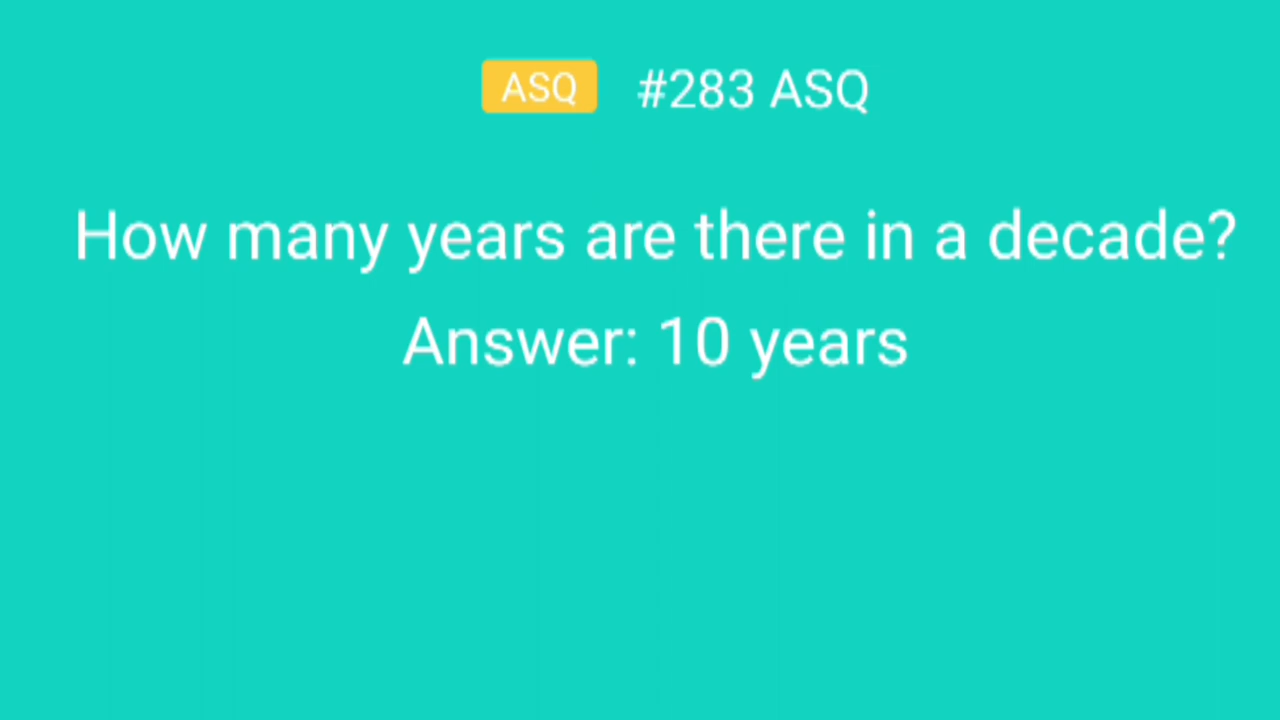 ASQ #283 ASQ
How many years are there in a decade?
Answer: 10 years